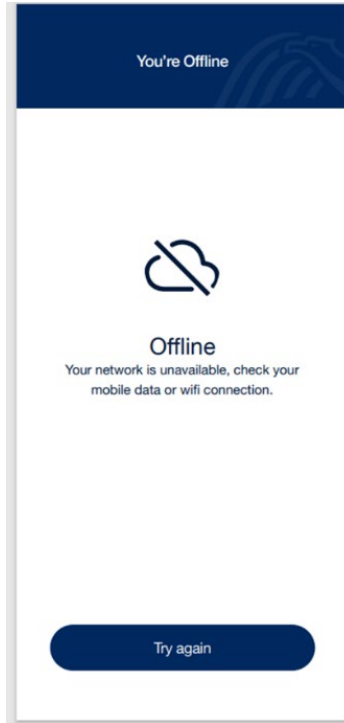 You're Offline
Offline
Your network is unavailable, check your
mobile data or wifi connection.
Try again